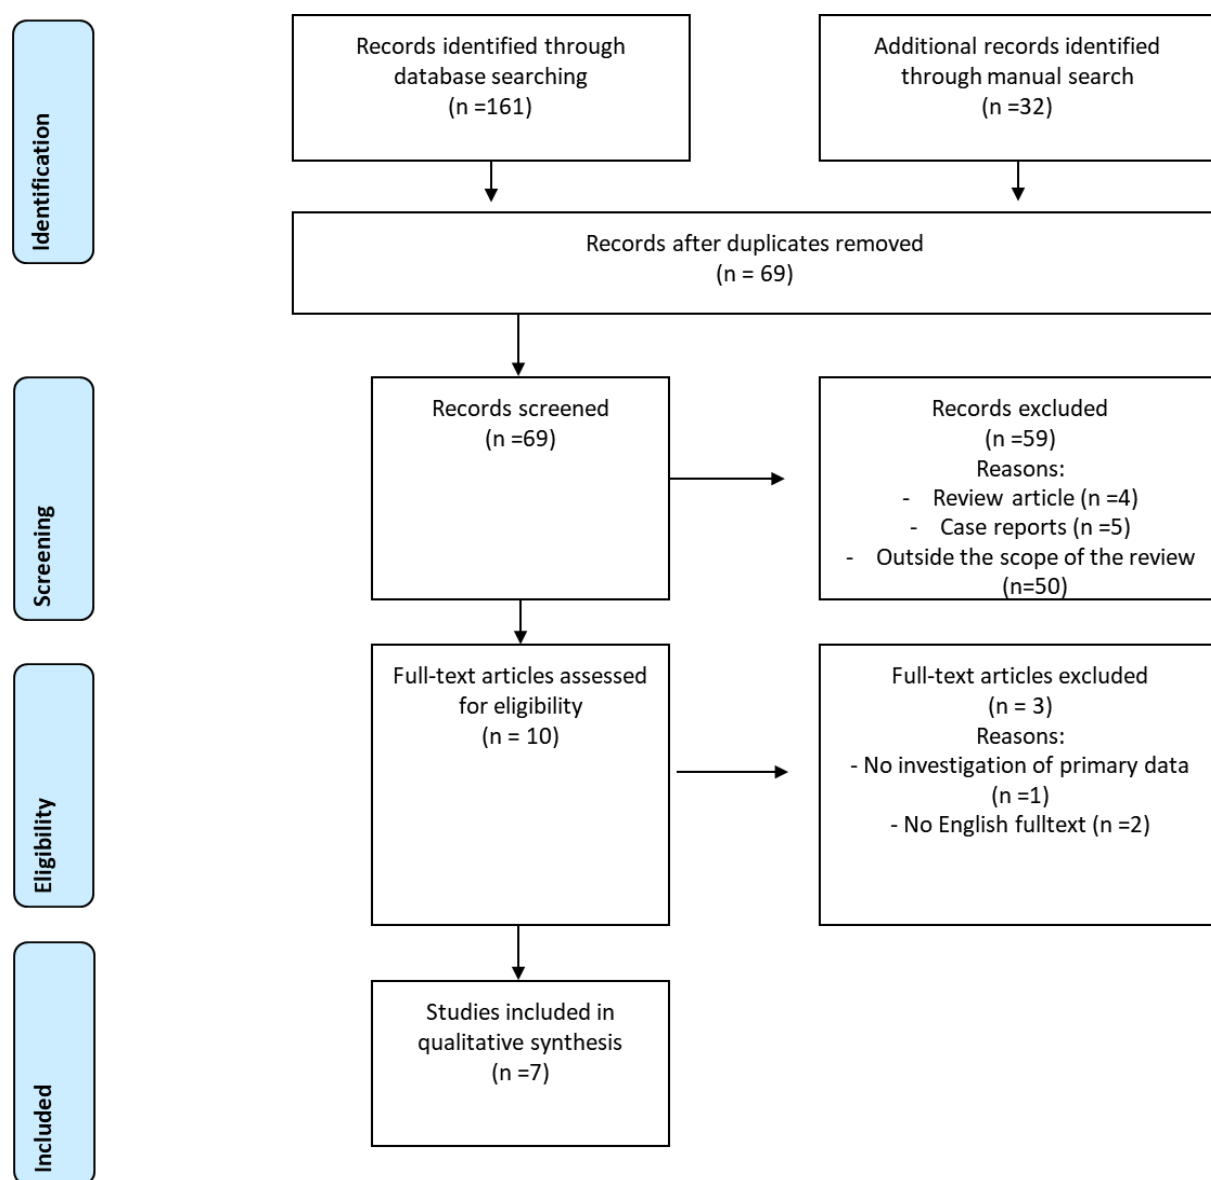 Identification
Records identified through
database searching
(n =161)
Additional records identified
through manual search
(n =32)
Records after duplicates removed
(n = 69)
Screening
Records screened
(n =69)
Records excluded
(n =59)
Reasons:
- Review article (n =4)
- Case reports (n =5)
- Outside the scope of the review
(n=50)
Eligibility
Full-text articles assessed
for eligibility
(n = 10)
Full-text articles excluded
(n = 3)
Reasons:
- No investigation of primary data
(n =1)
- No English fulltext (n =2)
Included
Studies included in
qualitative synthesis
(n =7)